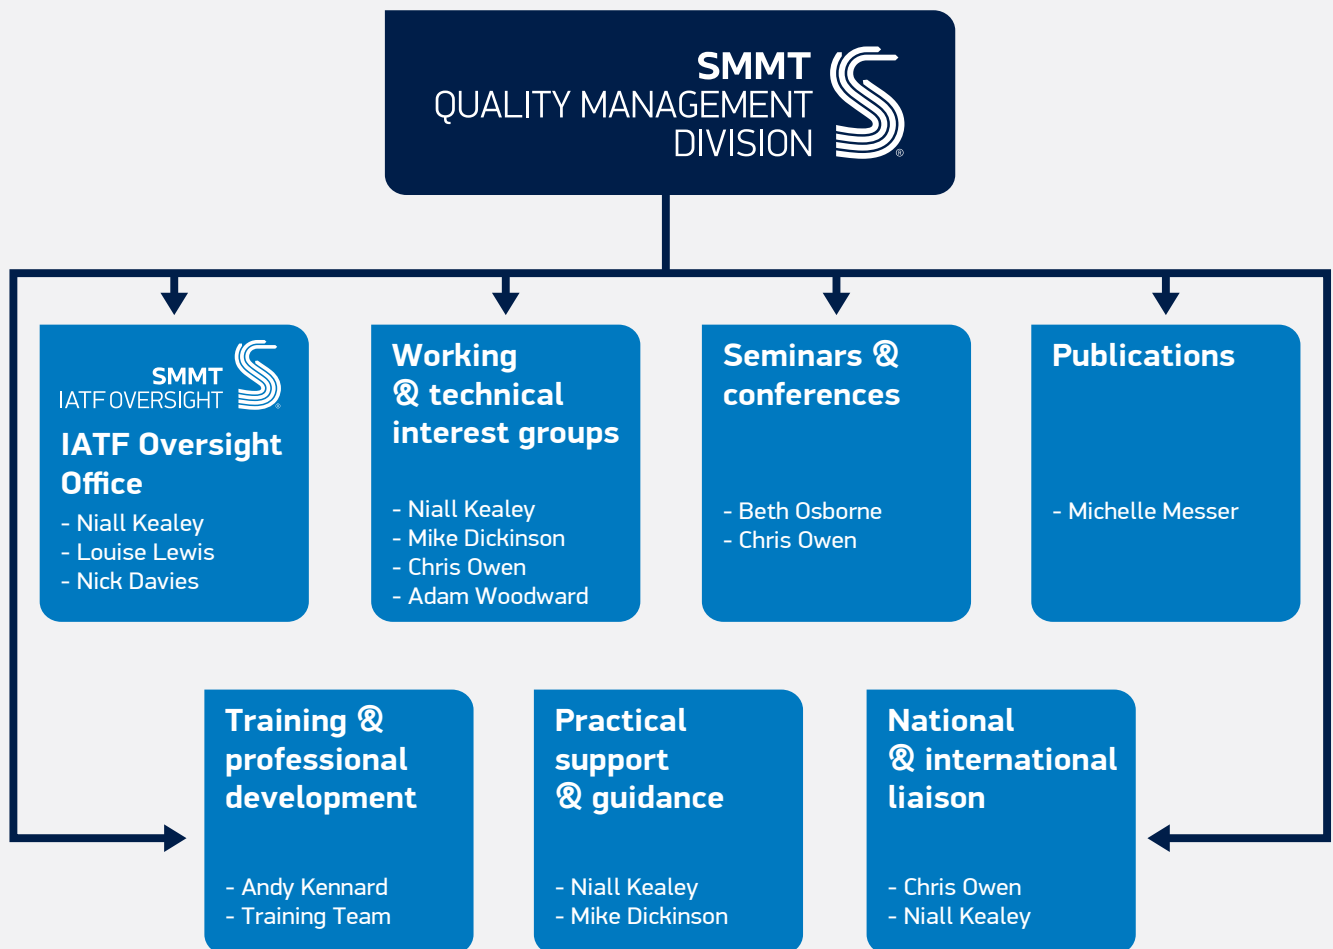 SMMT
QUALITY MANAGEMENT
DIVISION
®
SMMT
IATF OVERSIGHT
®
IATF Oversight
Office
- Niall Kealey
- Louise Lewis
- Nick Davies
Working
& technical
interest groups
- Niall Kealey
- Mike Dickinson
- Chris Owen
- Adam Woodward
Seminars &
conferences
- Beth Osborne
- Chris Owen
Publications
- Michelle Messer
Training &
professional
development
- Andy Kennard
- Training Team
Practical
support
& guidance
- Niall Kealey
- Mike Dickinson
National
& international
liaison
- Chris Owen
- Niall Kealey